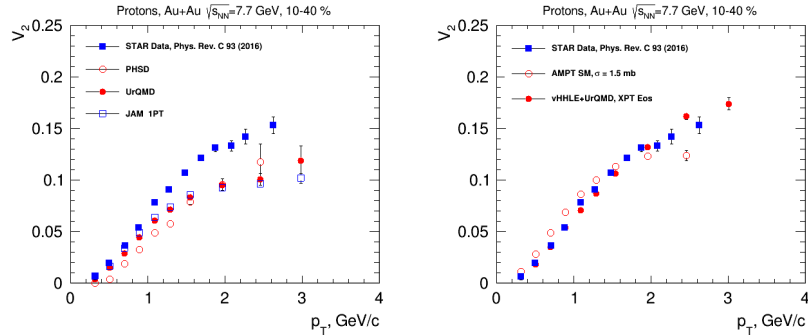 Protons, Au+Au √s_NN=7.7 GeV, 10-40 %
V₂
0.25
0.2
0.15
0.1
0.05
0
STAR Data, Phys. Rev. C 93 (2016)
PHSD
UrQMD
JAM 1PT
0 1 2 3 4
p_T, GeV/c
Protons, Au+Au √s_NN=7.7 GeV, 10-40 %
V₂
0.25
0.2
0.15
0.1
0.05
0
STAR Data, Phys. Rev. C 93 (2016)
AMPT SM, σ = 1.5 mb
vHHLE+UrQMD, XPT Eos
0 1 2 3 4
p_T, GeV/c